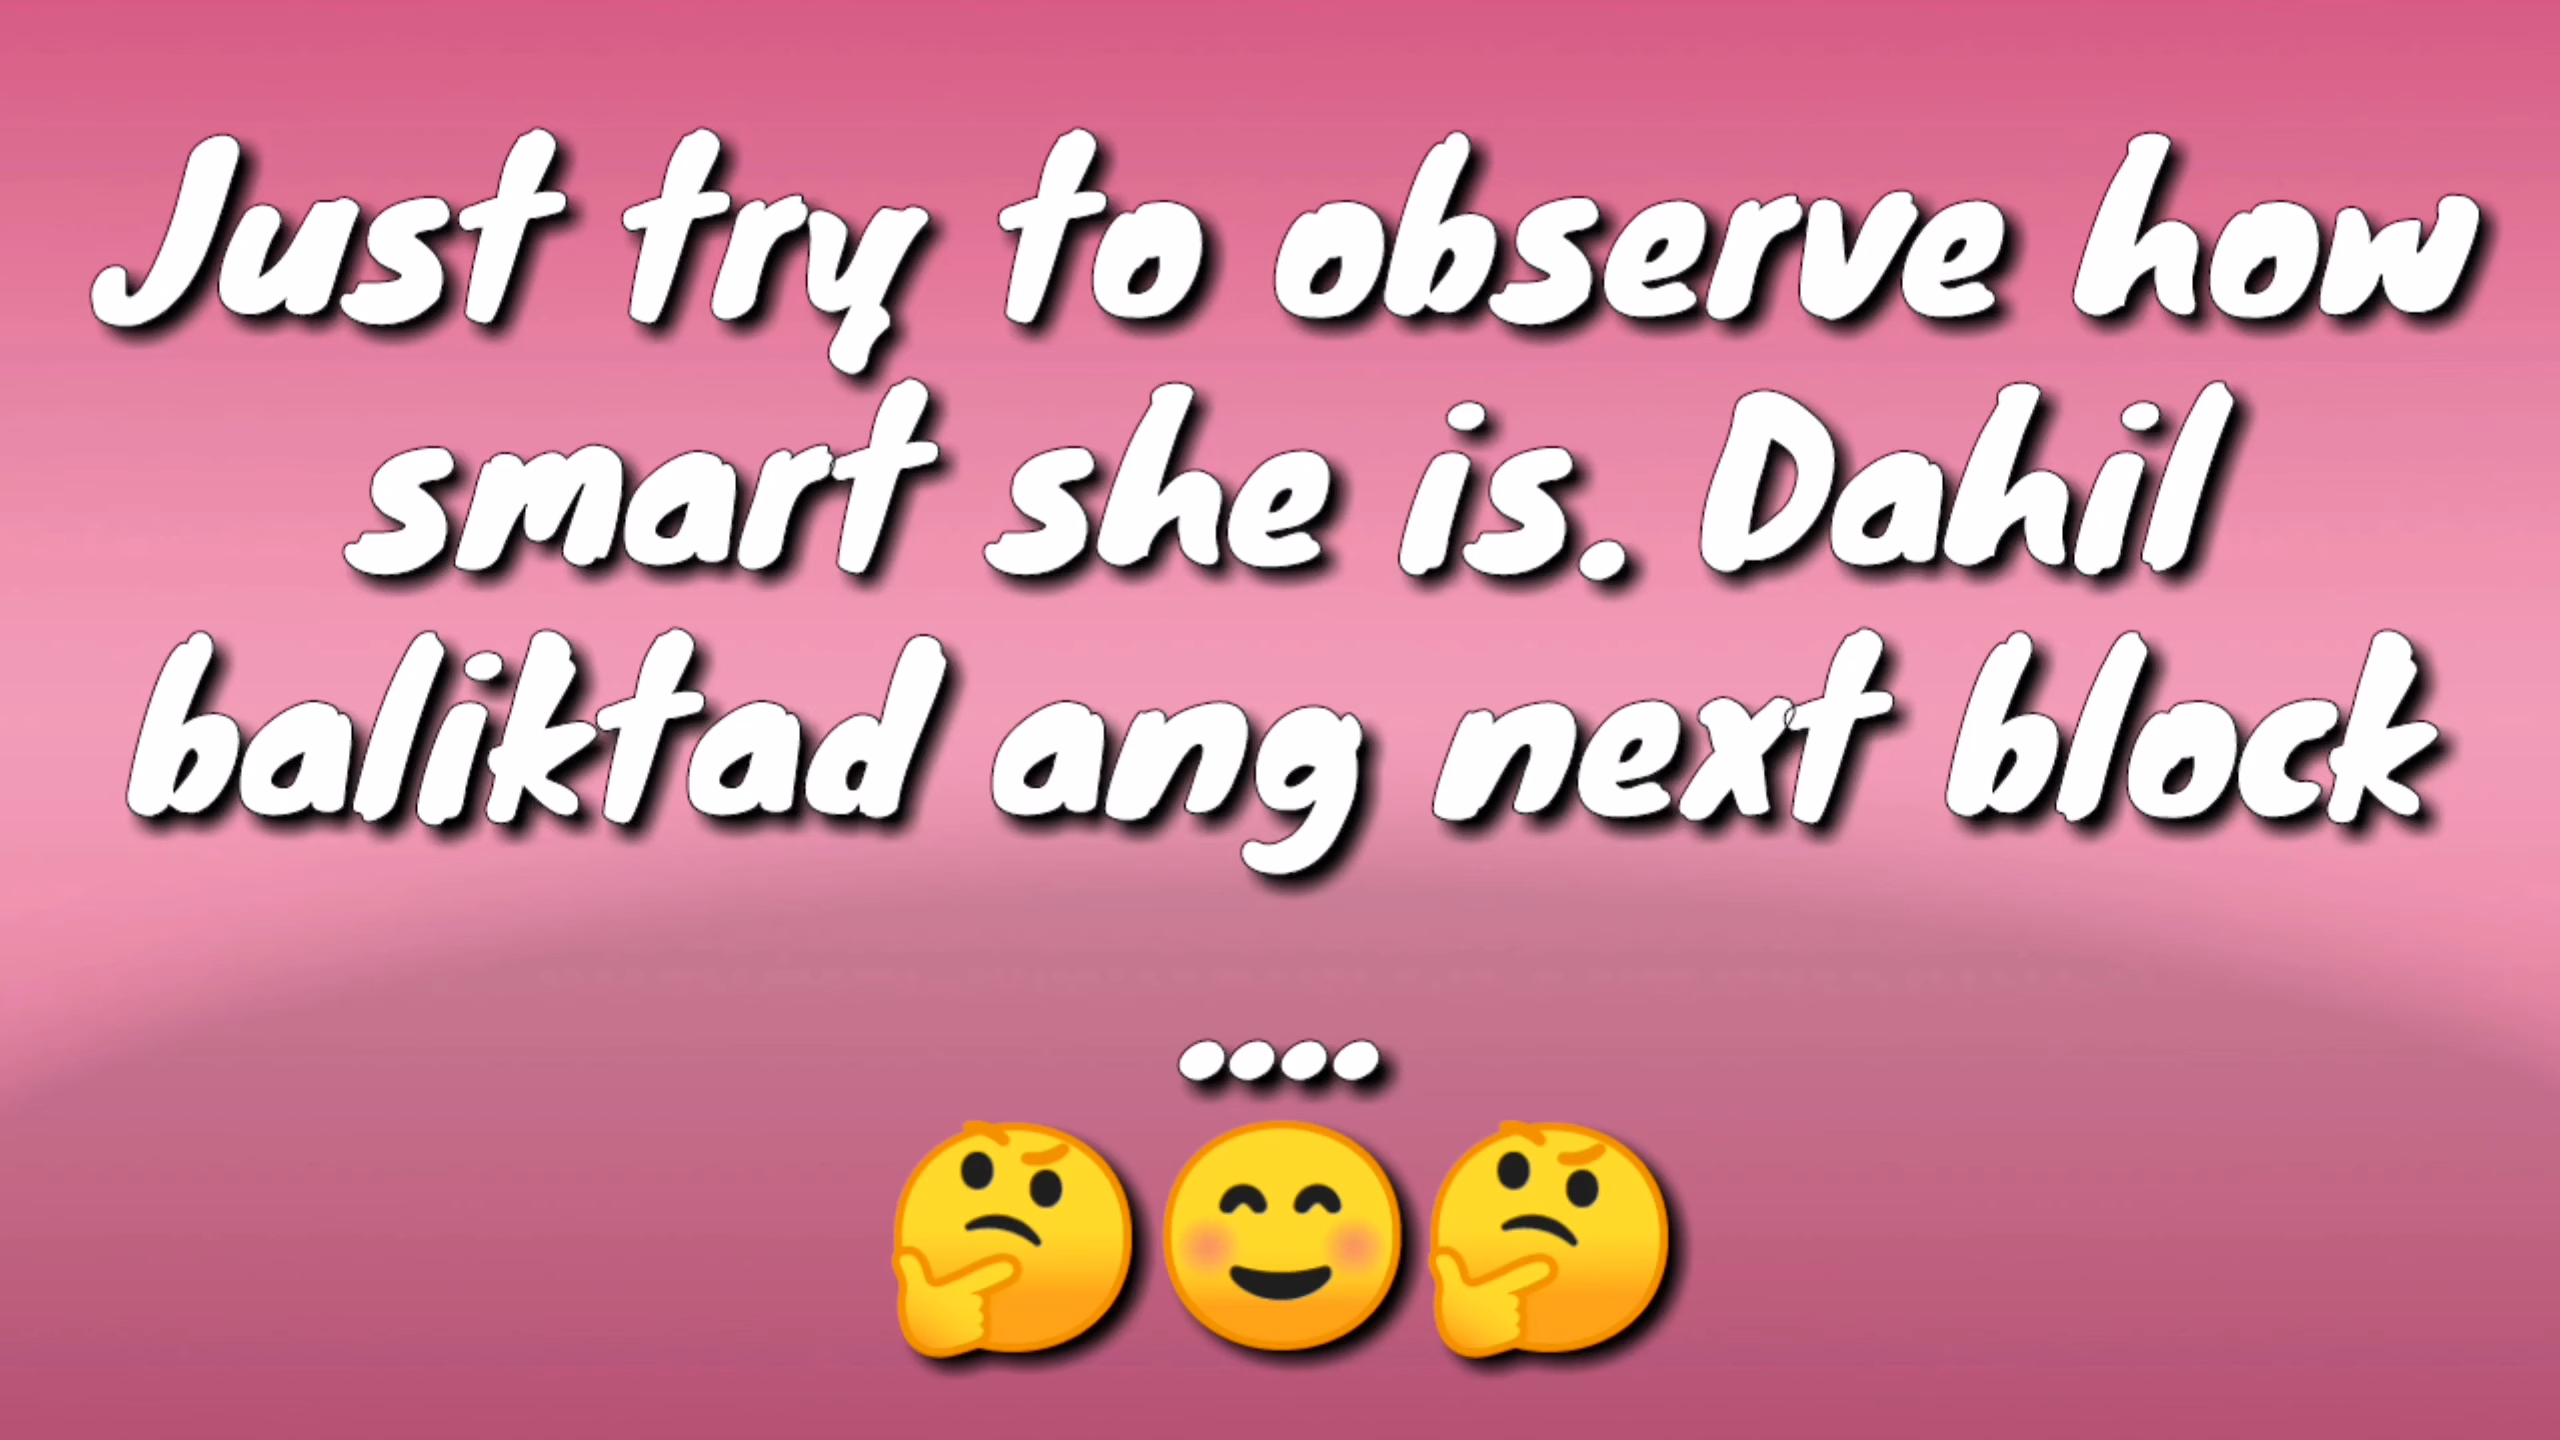 Just try to observe how
smart she is. Dahil
baliktad ang next block
....
🤔😊🤔